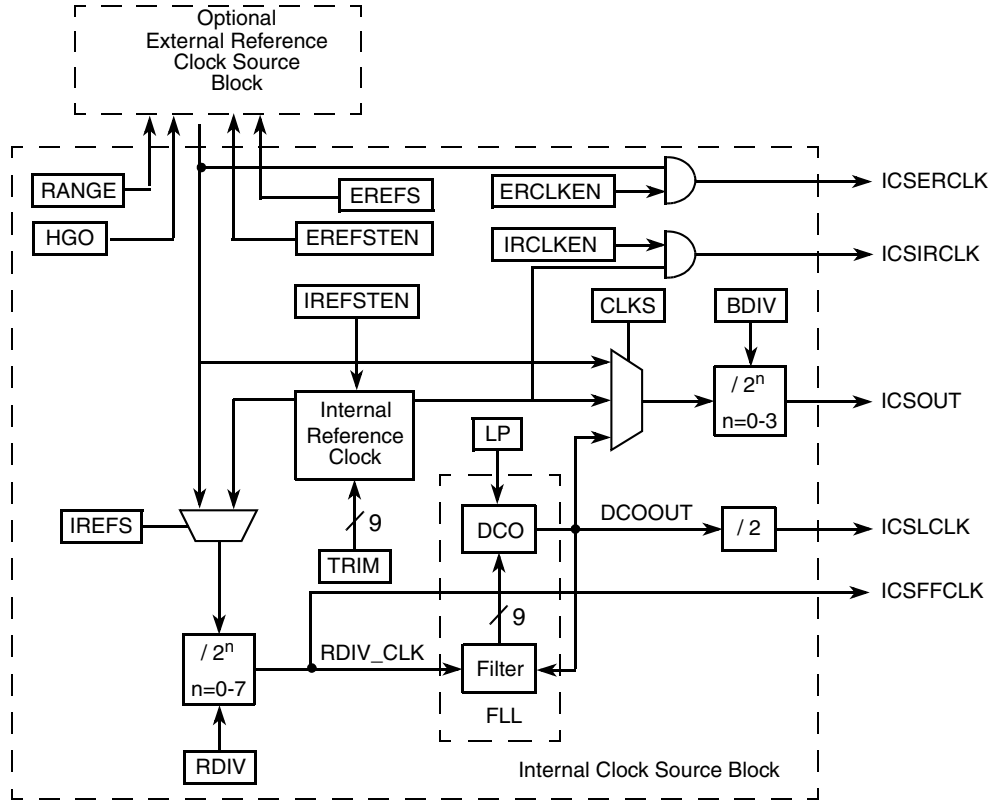 Optional
External Reference
Clock Source
Block
RANGE
HGO
EREFS
EREFSTEN
ERCLKEN
ICSERCLK
IRCLKEN
ICSIRCLK
IREFSTEN
CLKS
BDIV
Internal
Reference
Clock
/ 2n
n=0-3
ICSOUT
LP
IREFS
9
TRIM
DCO
DCOOUT
/ 2
ICSLCLK
ICSFFCLK
9
/ 2n
n=0-7
RDIV_CLK
Filter
FLL
RDIV
Internal Clock Source Block